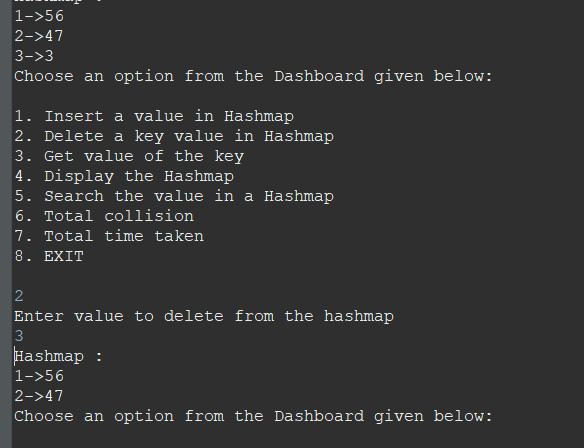 Hashmap :
1->56
2->47
3->3
Choose an option from the Dashboard given below:
1. Insert a value in Hashmap
2. Delete a key value in Hashmap
3. Get value of the key
4. Display the Hashmap
5. Search the value in a Hashmap
6. Total collision
7. Total time taken
8. EXIT
2
Enter value to delete from the hashmap
3
Hashmap :
1->56
2->47
Choose an option from the Dashboard given below: